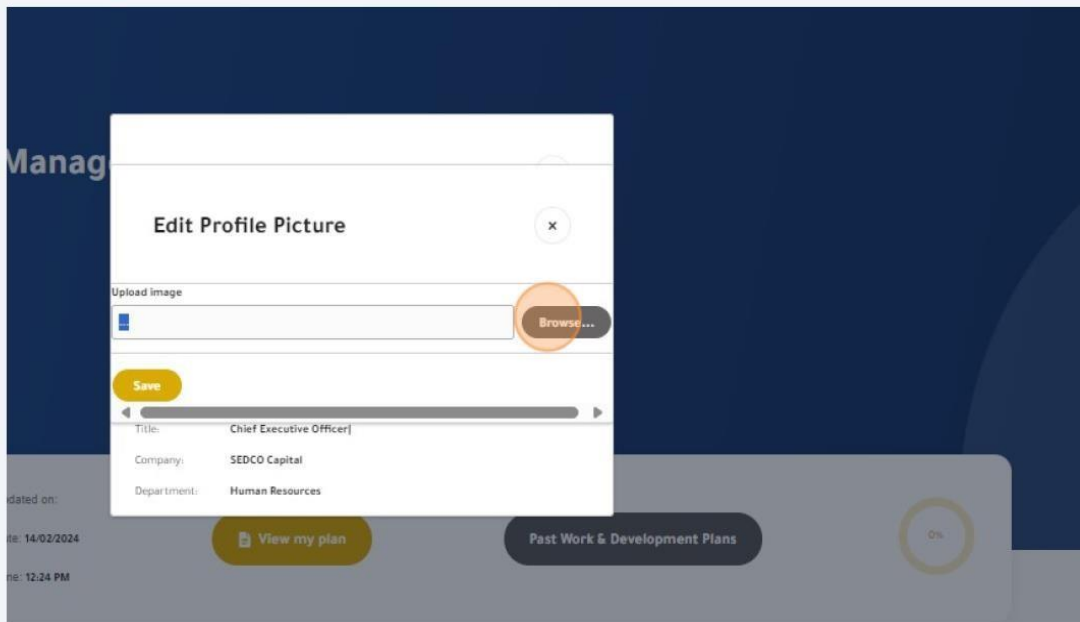 Manag
Edit Profile Picture
×
Upload image
...
Browse...
Save
Title: Chief Executive Officer
Company: SEDCO Capital
Department: Human Resources
dated on:
te: 14/02/2024
me: 12:24 PM
View my plan
Past Work & Development Plans
0%